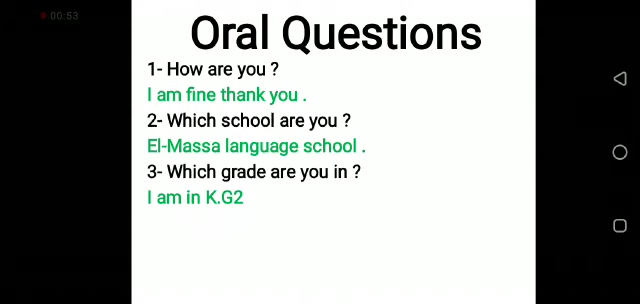 00:53
Oral Questions
1- How are you ?
I am fine thank you .
2- Which school are you ?
El-Massa language school .
3- Which grade are you in ?
I am in K.G2